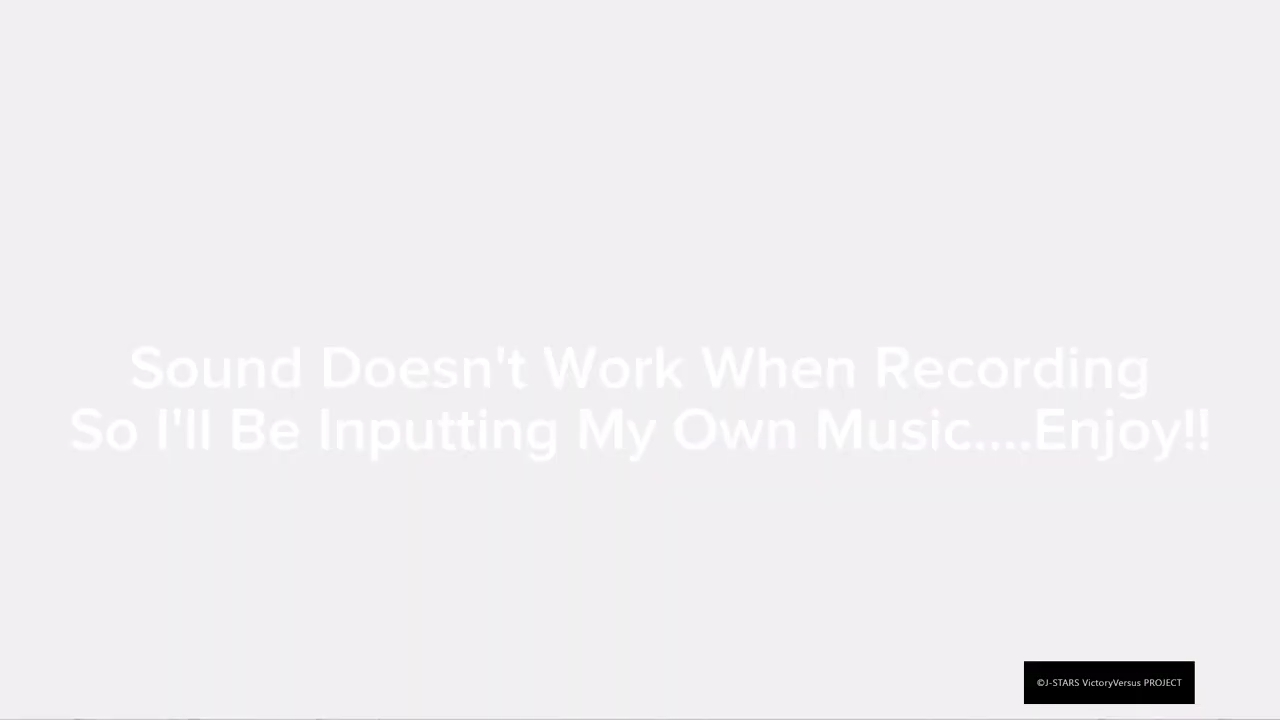 Sound Doesn't Work When Recording
So I'll Be Inputting My Own Music....Enjoy!!
©J-STARS VictoryVersus PROJECT